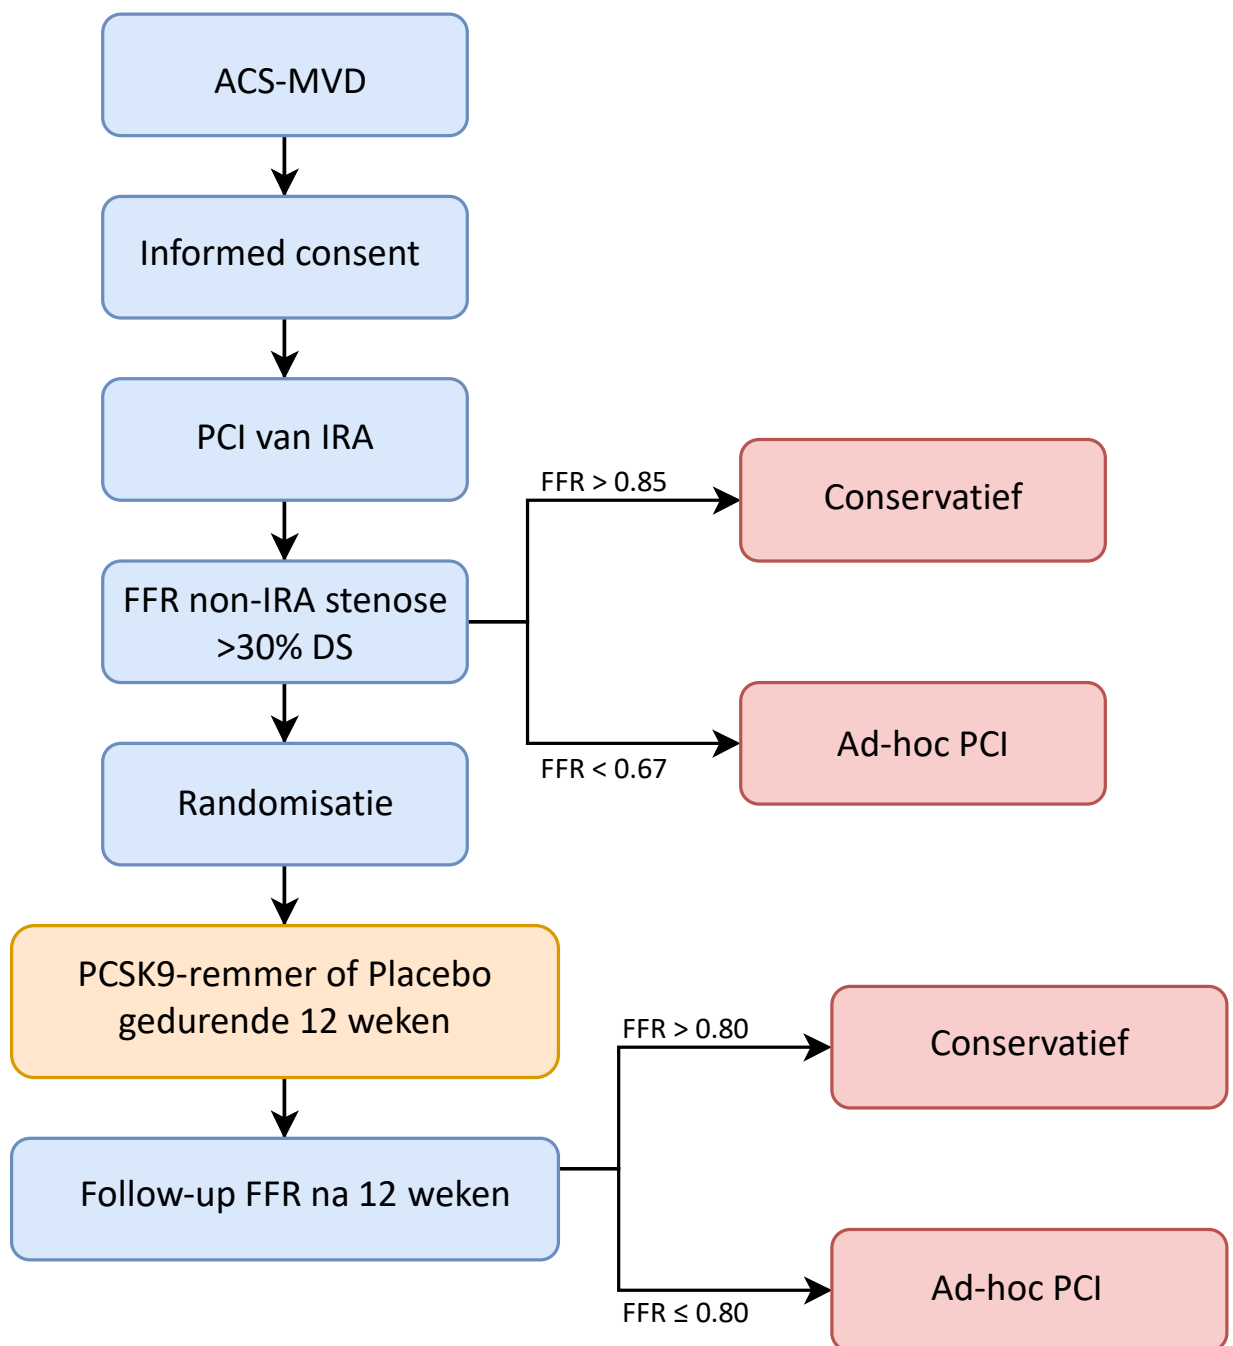 ACS-MVD
Informed consent
PCI van IRA
FFR > 0.85
Conservatief
FFR non-IRA stenose
>30% DS
FFR < 0.67
Ad-hoc PCI
Randomisatie
PCSK9-remmer of Placebo
gedurende 12 weken
FFR > 0.80
Conservatief
Follow-up FFR na 12 weken
FFR ≤ 0.80
Ad-hoc PCI